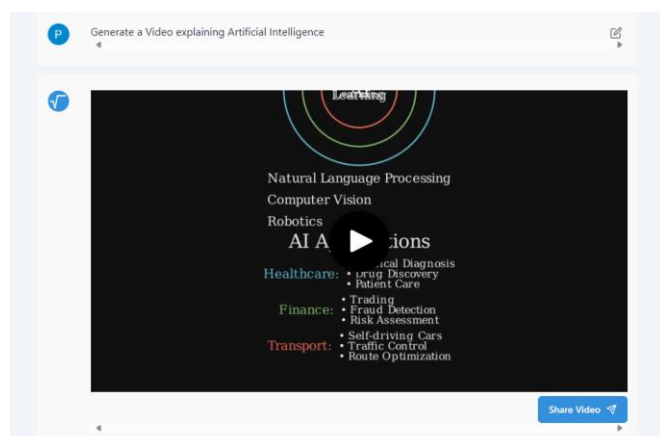 P
Generate a Video explaining Artificial Intelligence
Natural Language Processing
Computer Vision
Robotics
AI
Healthcare:
• Drug Discovery
• Patient Care
Finance:
• Trading
• Fraud Detection
• Risk Assessment
Transport:
• Self-driving Cars
• Traffic Control
• Route Optimization
Share Video